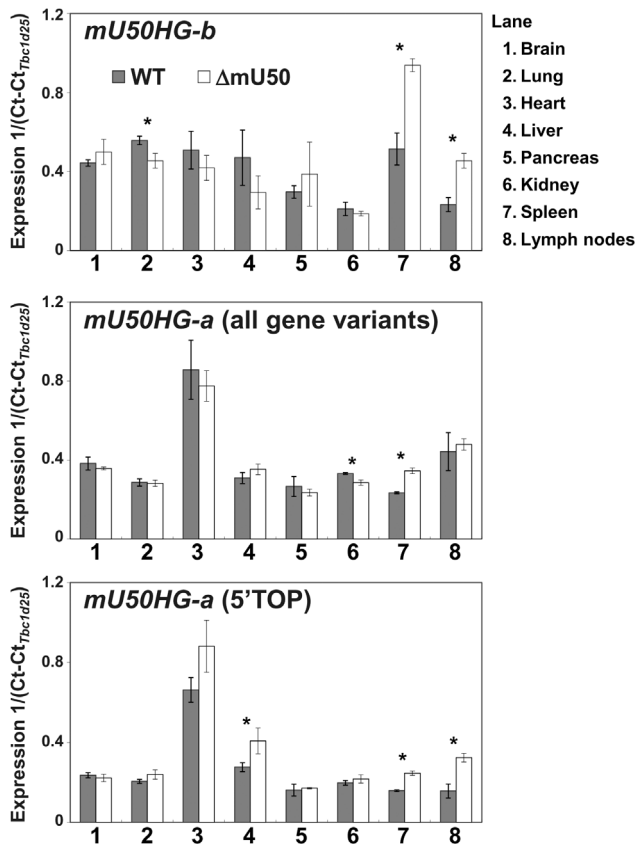 mU50HG-b
WT ΔmU50
*
*
*
1.2
0.8
0.4
0
Expression 1/(Ct-CtTbc1d25)
1 2 3 4 5 6 7 8
Lane
1. Brain
2. Lung
3. Heart
4. Liver
5. Pancreas
6. Kidney
7. Spleen
8. Lymph nodes
mU50HG-a (all gene variants)
*
*
1.2
0.8
0.4
0
Expression 1/(Ct-CtTbc1d25)
1 2 3 4 5 6 7 8
mU50HG-a (5'TOP)
*
*
*
1.2
0.8
0.4
0
Expression 1/(Ct-CtTbc1d25)
1 2 3 4 5 6 7 8